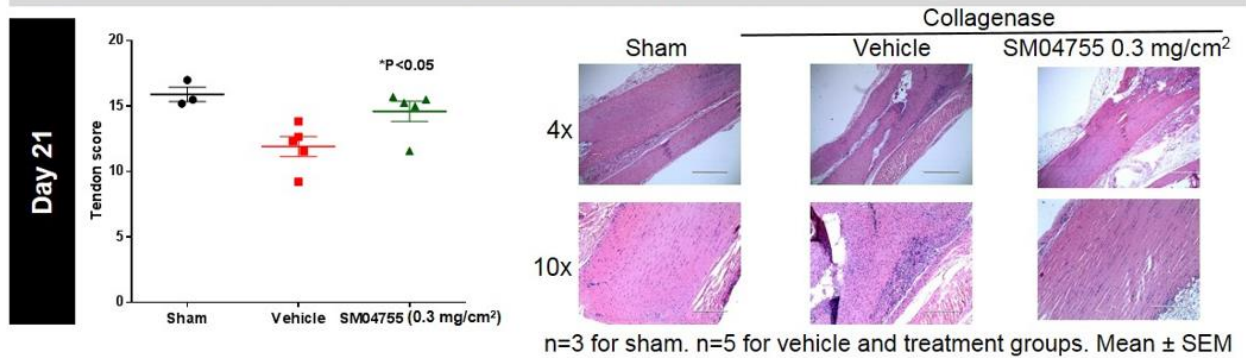 Day 21
Tendon score
20
15
10
5
0
*P<0.05
Sham
Vehicle
SM04755 (0.3 mg/cm²)
Collagenase
Sham
Vehicle
SM04755 0.3 mg/cm²
4x
10x
n=3 for sham. n=5 for vehicle and treatment groups. Mean ± SEM